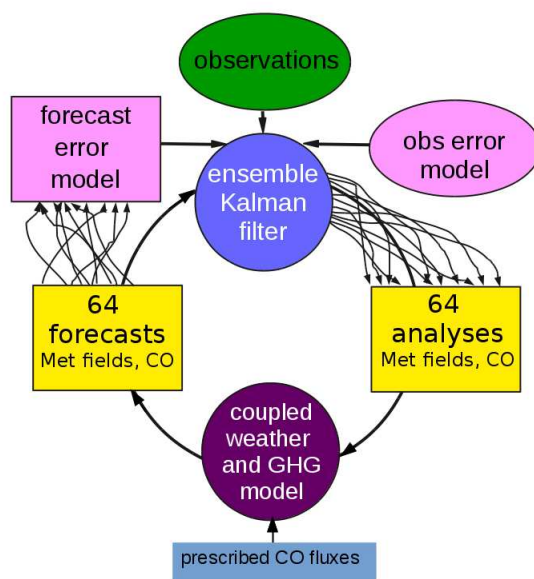 observations
forecast
error
model
obs error
model
ensemble
Kalman
filter
64
forecasts
Met fields, CO
64
analyses
Met fields, CO
coupled
weather
and GHG
model
prescribed CO fluxes